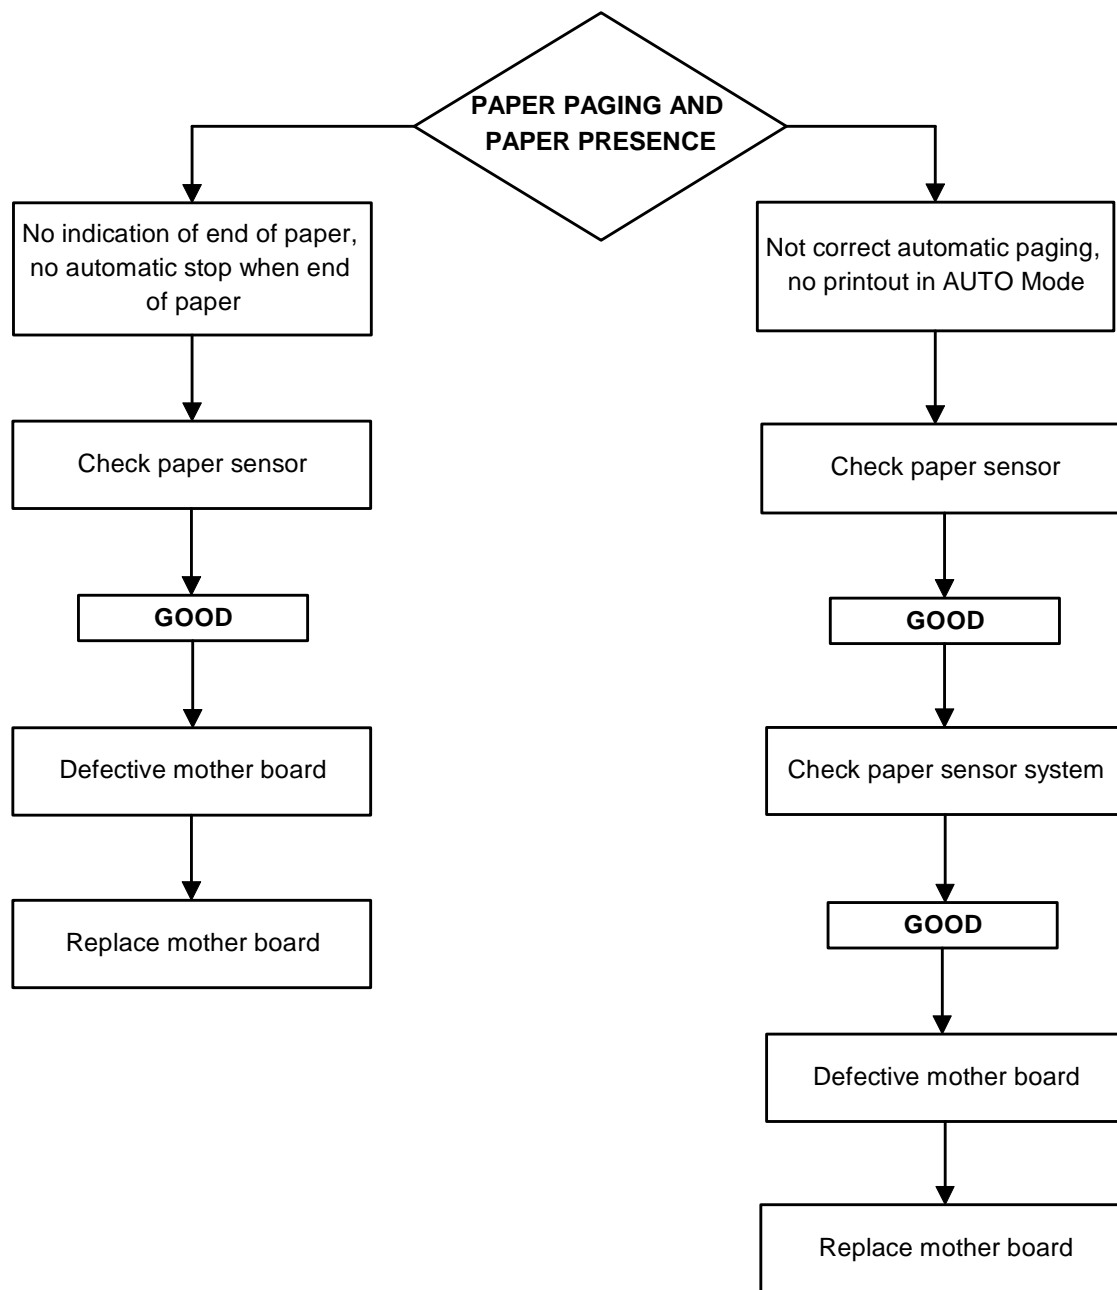 PAPER PAGING AND
PAPER PRESENCE
No indication of end of paper,
no automatic stop when end
of paper
Check paper sensor
GOOD
Defective mother board
Replace mother board
Not correct automatic paging,
no printout in AUTO Mode
Check paper sensor
GOOD
Check paper sensor system
GOOD
Defective mother board
Replace mother board